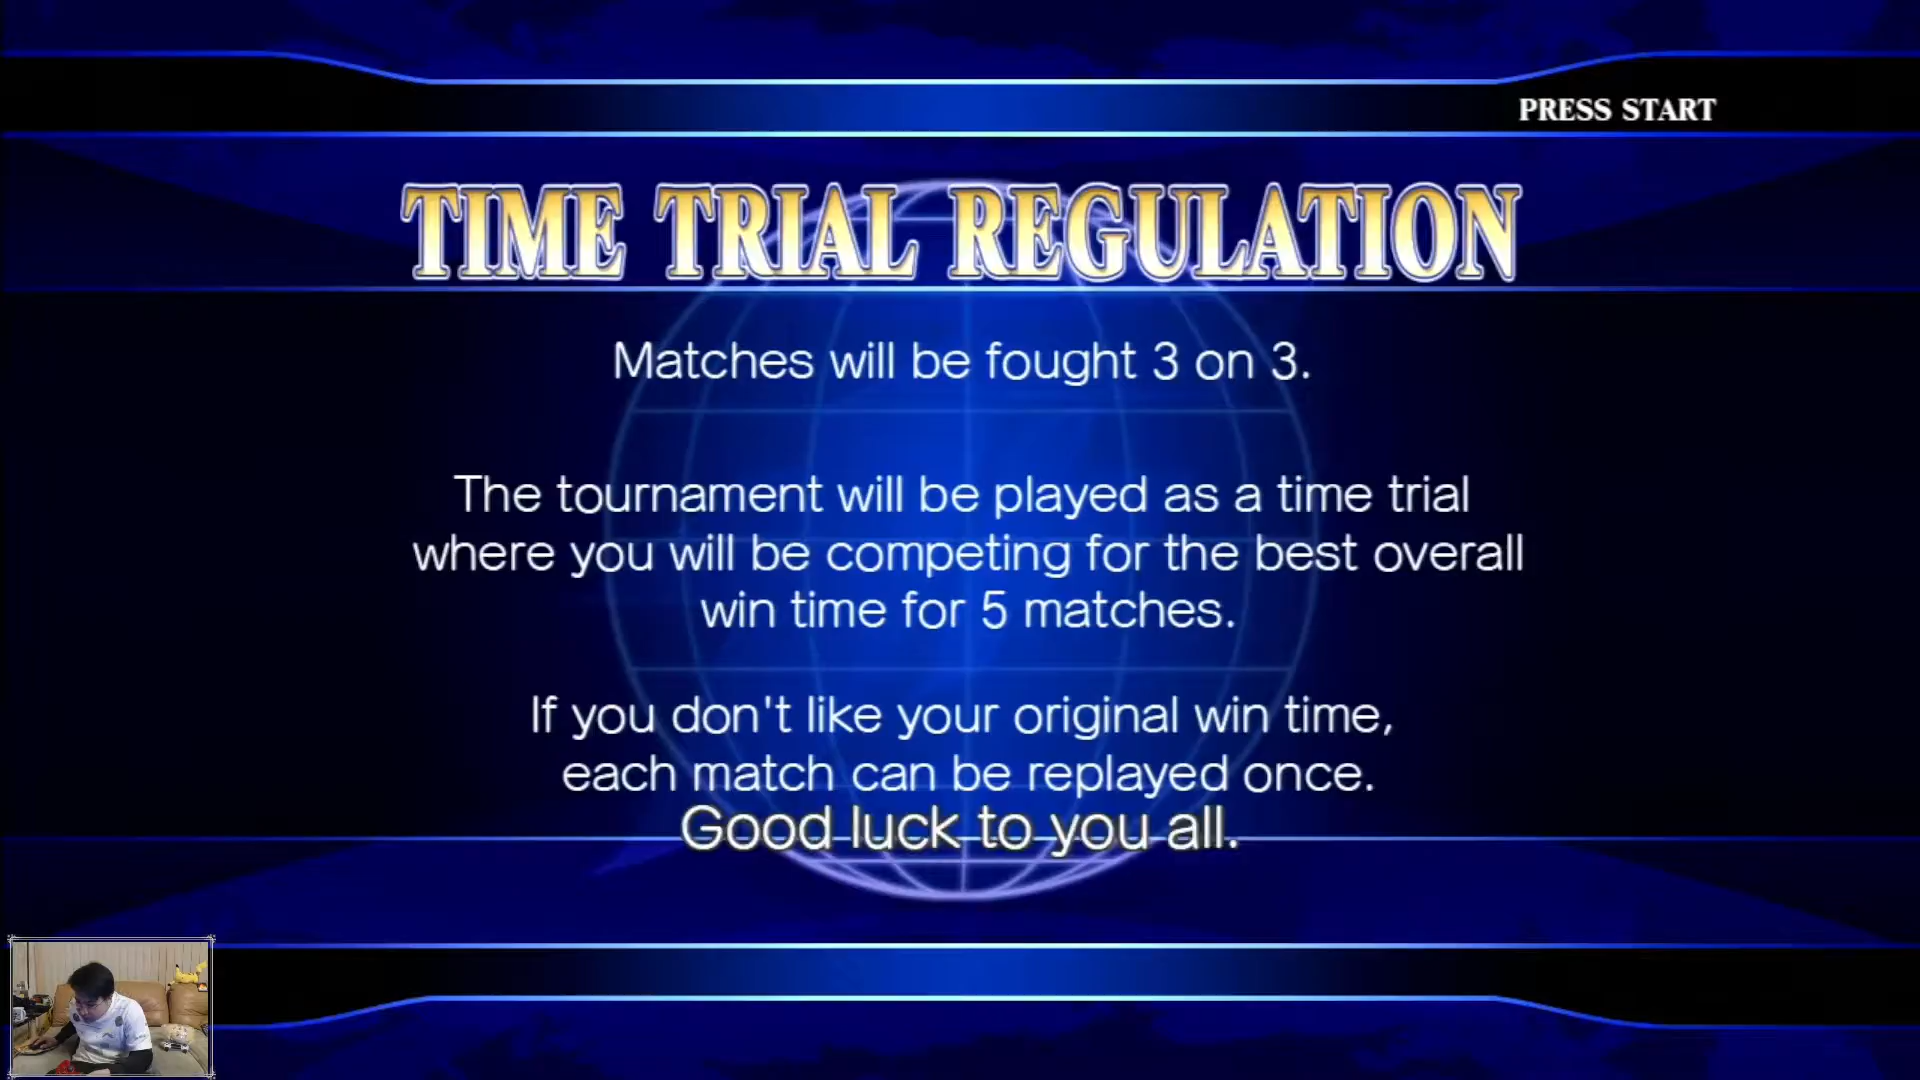 PRESS START
TIME TRIAL REGULATION
Matches will be fought 3 on 3.
The tournament will be played as a time trial
where you will be competing for the best overall
win time for 5 matches.
If you don't like your original win time,
each match can be replayed once.
Good luck to you all.